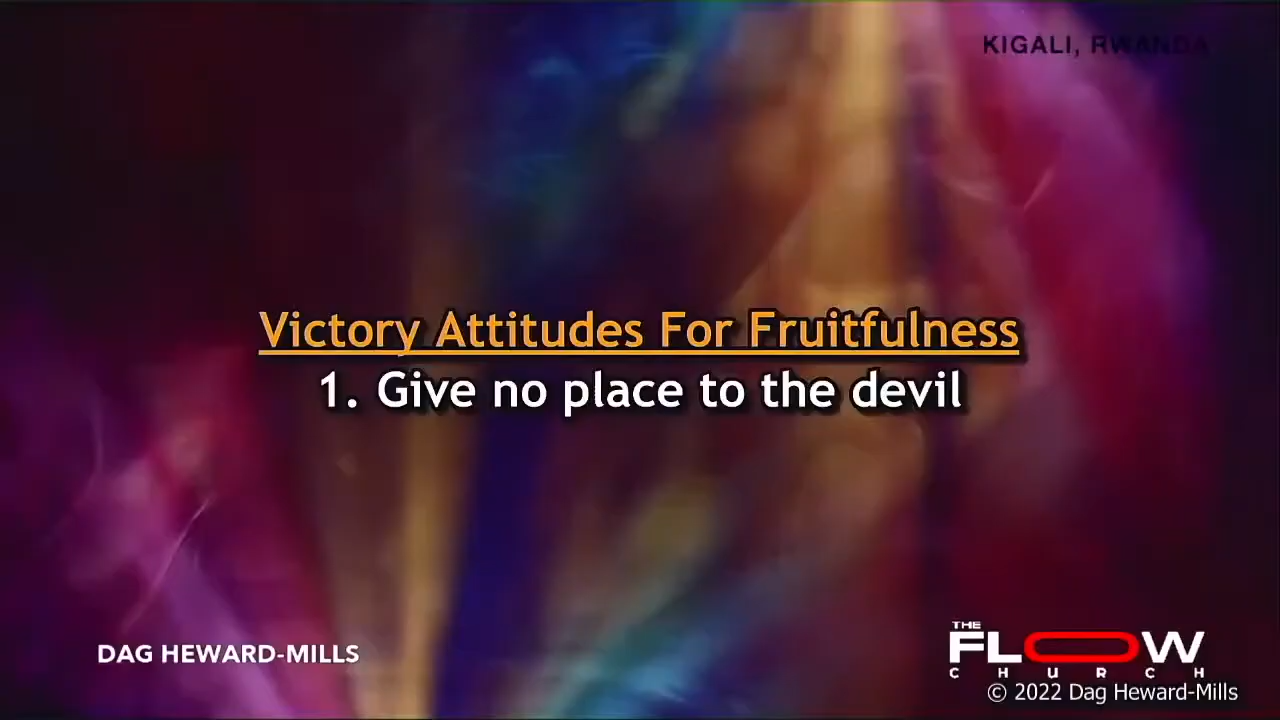 KIGALI, RWANDA
Victory Attitudes For Fruitfulness
1. Give no place to the devil
DAG HEWARD-MILLS
THE
FLOW
CHURCH
© 2022 Dag Heward-Mills